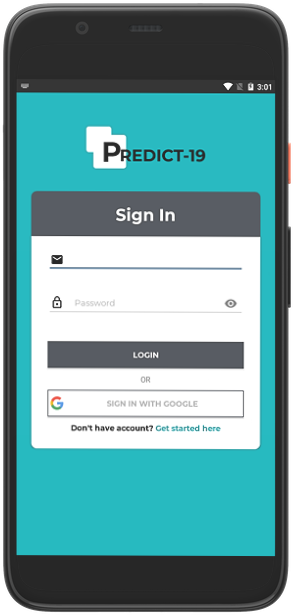 3:01
PREDICT-19
Sign In
Password
LOGIN
OR
SIGN IN WITH GOOGLE
Don't have account? Get started here